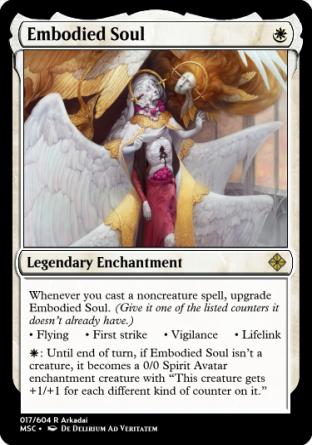 Embodied Soul
Legendary Enchantment
Whenever you cast a noncreature spell, upgrade
Embodied Soul. (Give it one of the listed counters it
doesn't already have.)
• Flying • First strike • Vigilance • Lifelink
: Until end of turn, if Embodied Soul isn't a
creature, it becomes a 0/0 Spirit Avatar
enchantment creature with "This creature gets
+1/+1 for each different kind of counter on it."
017/604 R Arkadai
MSC • De Delirium Ad Veritatem